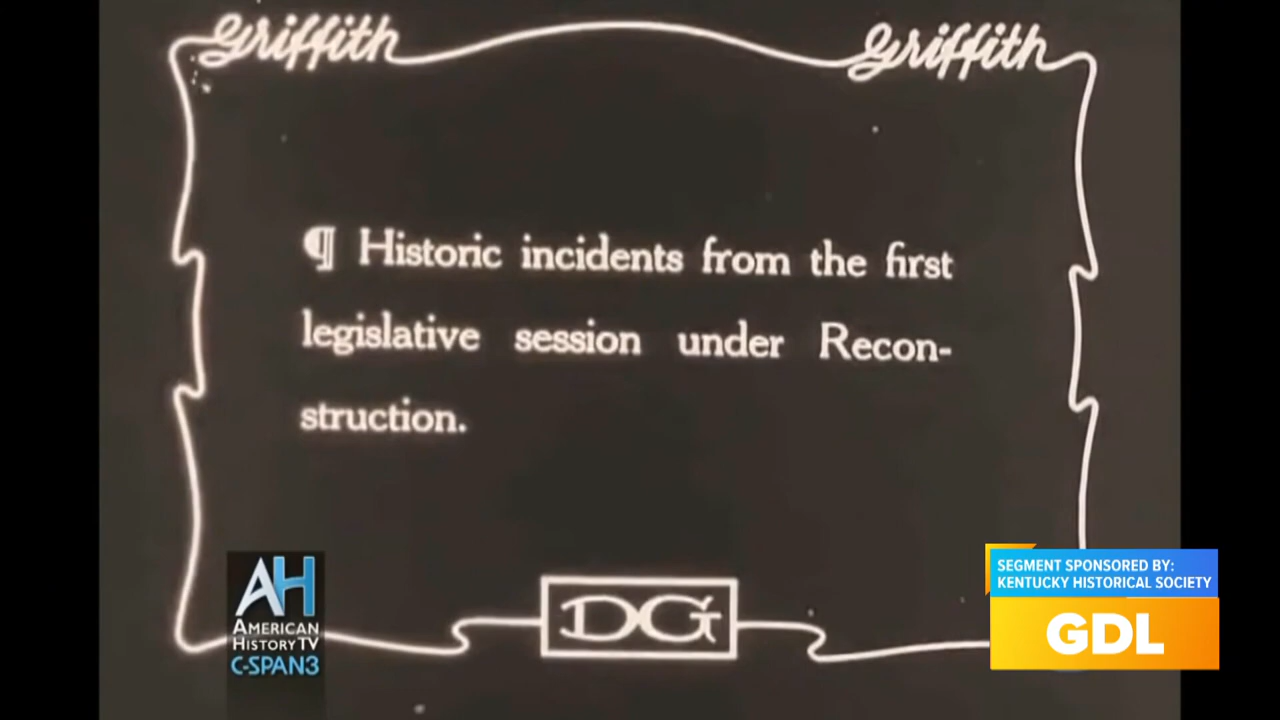 Griffith Griffith
¶ Historic incidents from the first
legislative session under Recon-
struction.
DG
AH
AMERICAN
HISTORY TV
C-SPAN3
SEGMENT SPONSORED BY:
KENTUCKY HISTORICAL SOCIETY
GDL